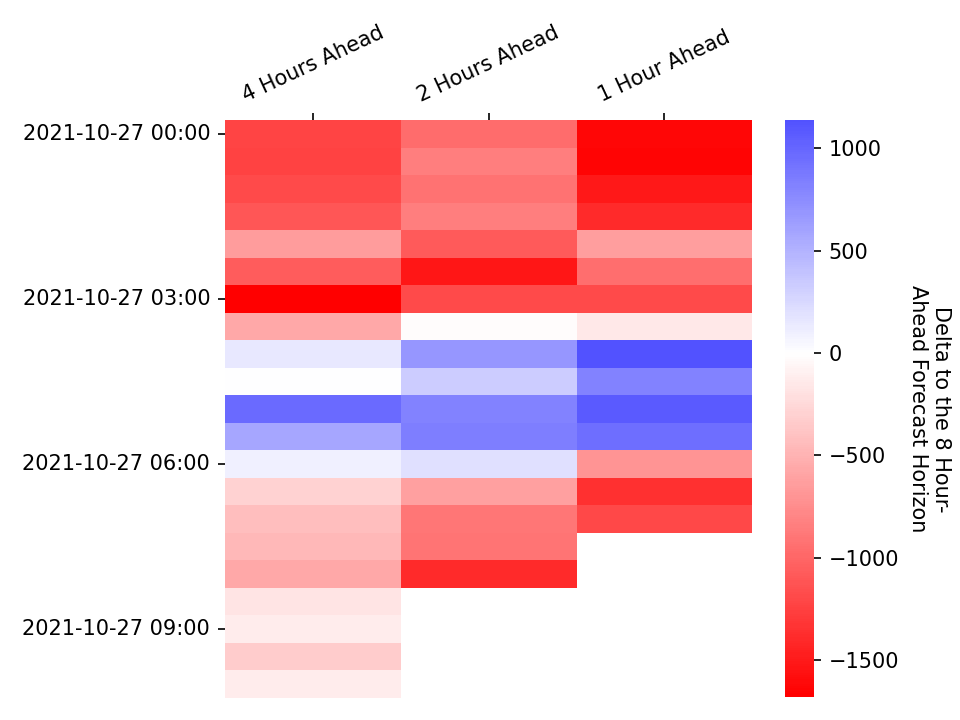 4 Hours Ahead
2 Hours Ahead
1 Hour Ahead
2021-10-27 00:00
2021-10-27 03:00
2021-10-27 06:00
2021-10-27 09:00
1000
500
0
−500
−1000
−1500
Delta to the 8 Hour-
Ahead Forecast Horizon